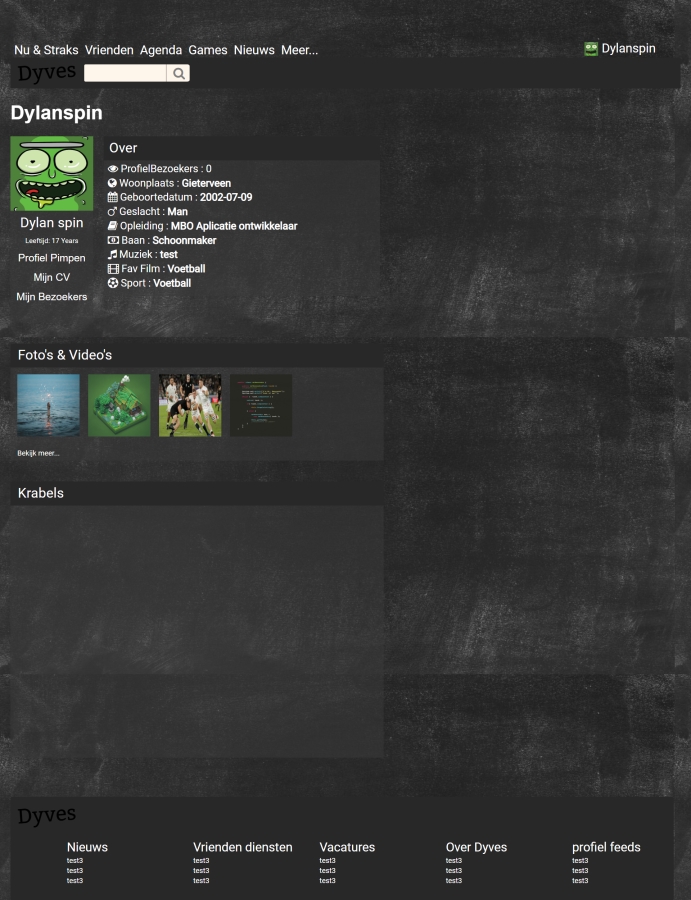 Nu & Straks Vrienden Agenda Games Nieuws Meer... Dylanspin
Dyves
Dylanspin
Over
ProfielBezoekers : 0
Woonplaats : Gieterveen
Geboortedatum : 2002-07-09
Geslacht : Man
Opleiding : MBO Aplicatie ontwikkelaar
Baan : Schoonmaker
Muziek : test
Fav Film : Voetball
Sport : Voetball
Dylan spin
Leeftijd: 17 Years
Profiel Pimpen
Mijn CV
Mijn Bezoekers
Foto's & Video's
Bekijk meer...
Krabels
Dyves
Nieuws Vrienden diensten Vacatures Over Dyves profiel feeds
test3 test3 test3 test3 test3
test3 test3 test3 test3 test3
test3 test3 test3 test3 test3